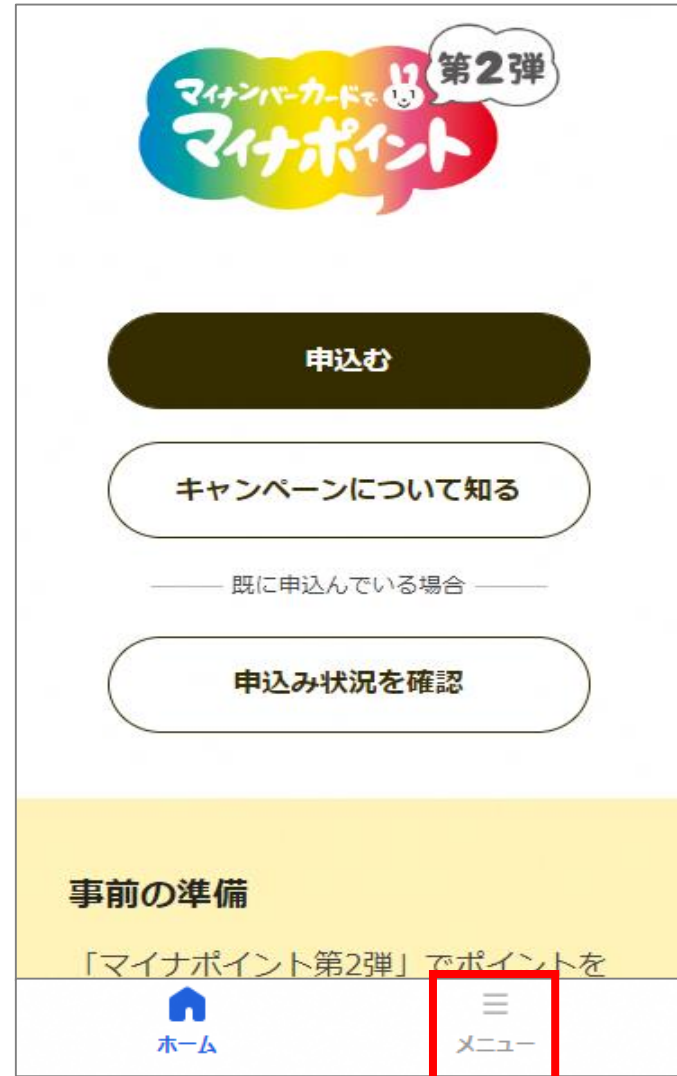 第2弾
マイナンバーカードで
マイナポイント
申込む
キャンペーンについて知る
既に申込んでいる場合
申込み状況を確認
事前の準備
「マイナポイント第2弾」でポイントを
ホーム
メニュー